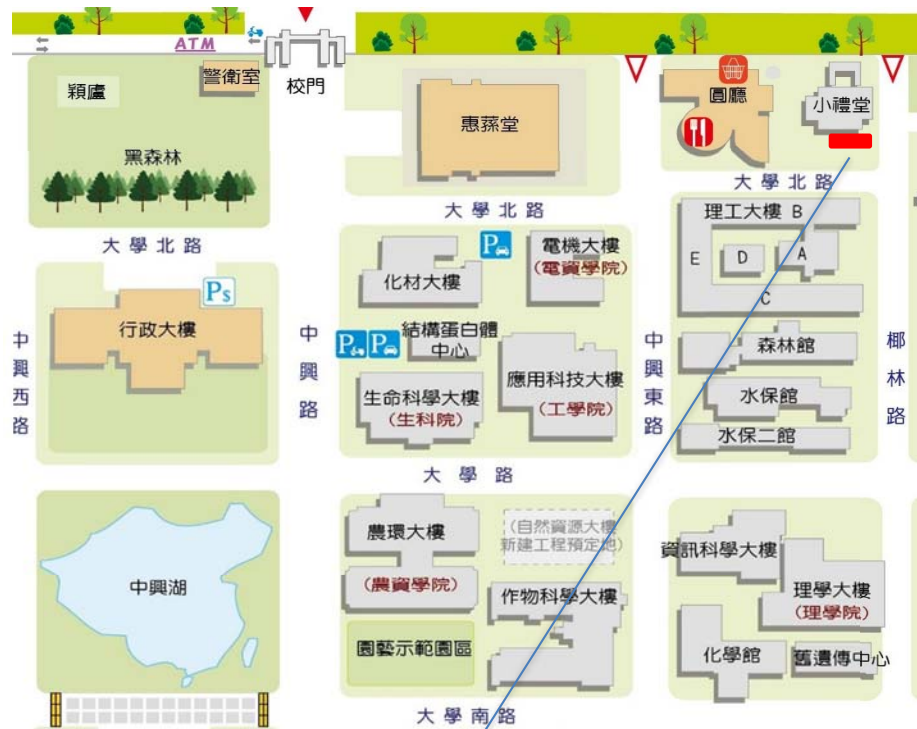 ATM
警衛室
穎廬
校門
黑森林
惠蓀堂
圓廳
小禮堂
大學北路
大學北路
大學北路
理工大樓 B
E
D
A
C
電機大樓
(電資學院)
化材大樓
P
Ps
行政大樓
中興西路
中興路
P
P
結構蛋白體
中心
生命科學大樓
(生科院)
應用科技大樓
(工學院)
中興東路
森林館
水保館
水保二館
椰林路
大學路
中興湖
農環大樓
(農資學院)
園藝示範園區
(自然資源大樓
新建工程預定地)
作物科學大樓
資訊科學大樓
理學大樓
(理學院)
化學館
舊遺傳中心
大學南路